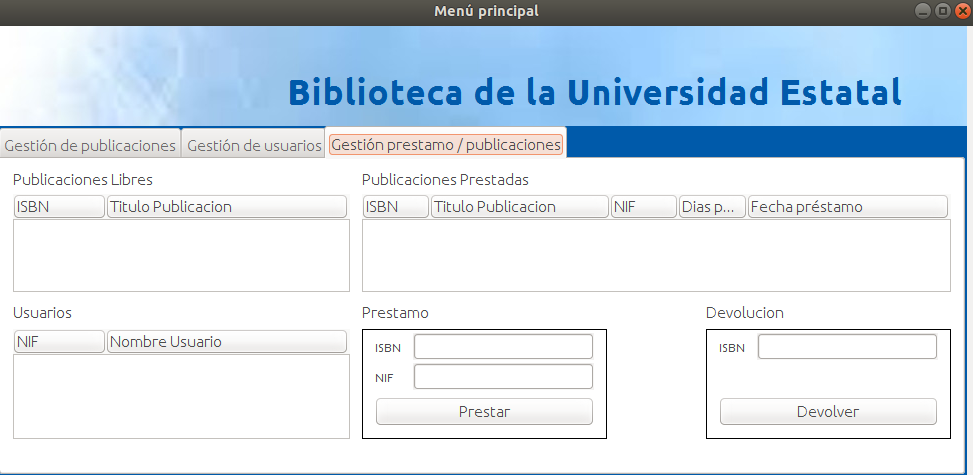 Menú principal
Biblioteca de la Universidad Estatal
Gestión de publicaciones Gestión de usuarios Gestión prestamo / publicaciones
Publicaciones Libres
ISBN Titulo Publicacion
Publicaciones Prestadas
ISBN Titulo Publicacion NIF Dias p... Fecha préstamo
Usuarios
NIF Nombre Usuario
Prestamo
ISBN
NIF
Prestar
Devolucion
ISBN
Devolver